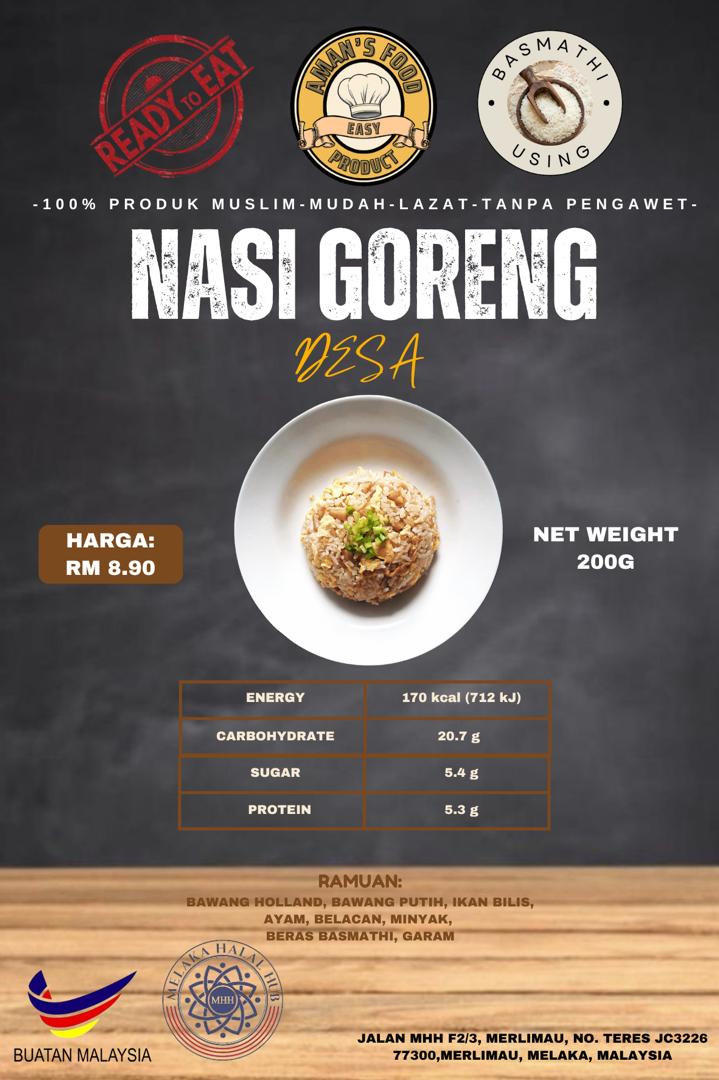 READY TO EAT
AMAN'S FOOD
EASY
PRODUCT
BASMATHI
USING
-100% PRODUK MUSLIM-MUDAH-LAZAT-TANPA PENGAWET-
NASI GORENG
DESA
HARGA:
RM 8.90
NET WEIGHT
200G
ENERGY 170 kcal (712 kJ)
CARBOHYDRATE 20.7 g
SUGAR 5.4 g
PROTEIN 5.3 g
RAMUAN:
BAWANG HOLLAND, BAWANG PUTIH, IKAN BILIS,
AYAM, BELACAN, MINYAK,
BERAS BASMATHI, GARAM
MELAKA HALAL HUB
MHH
BUATAN MALAYSIA
JALAN MHH F2/3, MERLIMAU, NO. TERES JC3226
77300,MERLIMAU, MELAKA, MALAYSIA